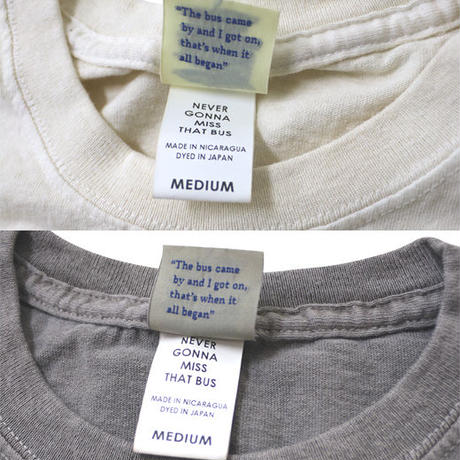 "The bus came
by and I got on,
that's when it
all began"
NEVER
GONNA
MISS
THAT BUS
MADE IN NICARAGUA
DYED IN JAPAN
MEDIUM
"The bus came
by and I got on,
that's when it
all began"
NEVER
GONNA
MISS
THAT BUS
MADE IN NICARAGUA
DYED IN JAPAN
MEDIUM